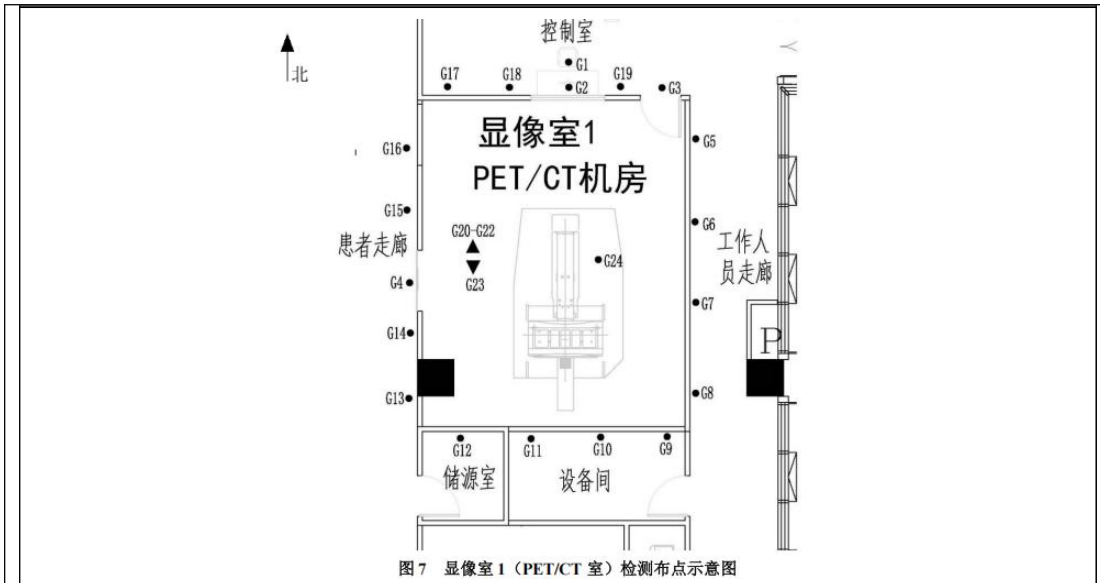 控制室
北
G1
G17
G18
G2
G19
G3
显像室1
PET/CT机房
G16
G5
G15
G6
患者走廊
G20-G22
G23
G24
工作人
员走廊
G4
G7
G14
P
G13
G8
G12
G11
G10
G9
储源室
设备间
图 7 显像室 1（PET/CT 室）检测布点示意图